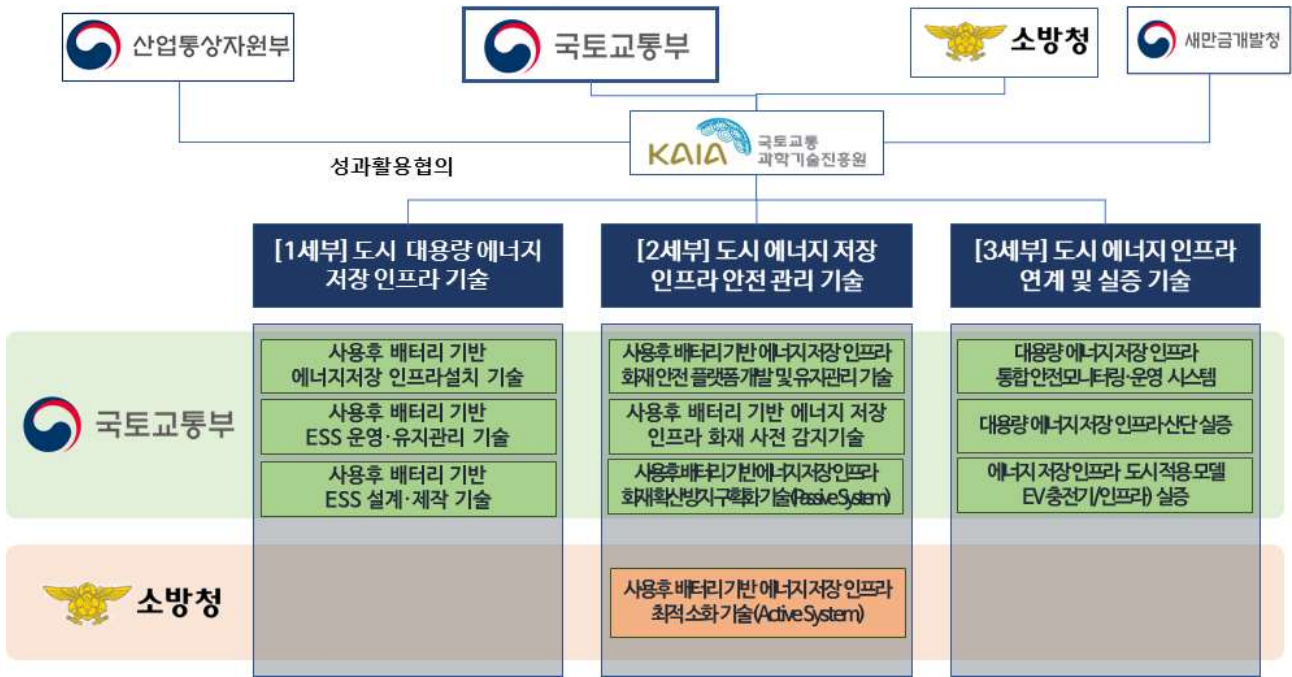 산업통상자원부
국토교통부
소방청
새만금개발청
KAIA
국토교통
과학기술진흥원
성과활용협의
[1세부] 도시 대용량 에너지
저장 인프라 기술
[2세부] 도시 에너지 저장
인프라 안전 관리 기술
[3세부] 도시 에너지 인프라
연계 및 실증 기술
국토교통부
사용후 배터리 기반
에너지저장 인프라설치 기술
사용후 배터리 기반
ESS 운영·유지관리 기술
사용후 배터리 기반
ESS 설계·제작 기술
사용후 배터리 기반 에너지 저장 인프라
화재 안전 플랫폼 개발 및 유지관리 기술
사용후 배터리 기반 에너지 저장
인프라 화재 사전 감지기술
사용후 배터리 기반 에너지 저장 인프라
화재확산방지 구획화 기술(Passive System)
대용량 에너지 저장 인프라
통합 안전모니터링·운영 시스템
대용량 에너지 저장 인프라 산단 실증
에너지 저장 인프라 도시 적용 모델
EV 충전기/인프라) 실증
소방청
사용후 배터리 기반 에너지 저장 인프라
최적 소화 기술(Active System)